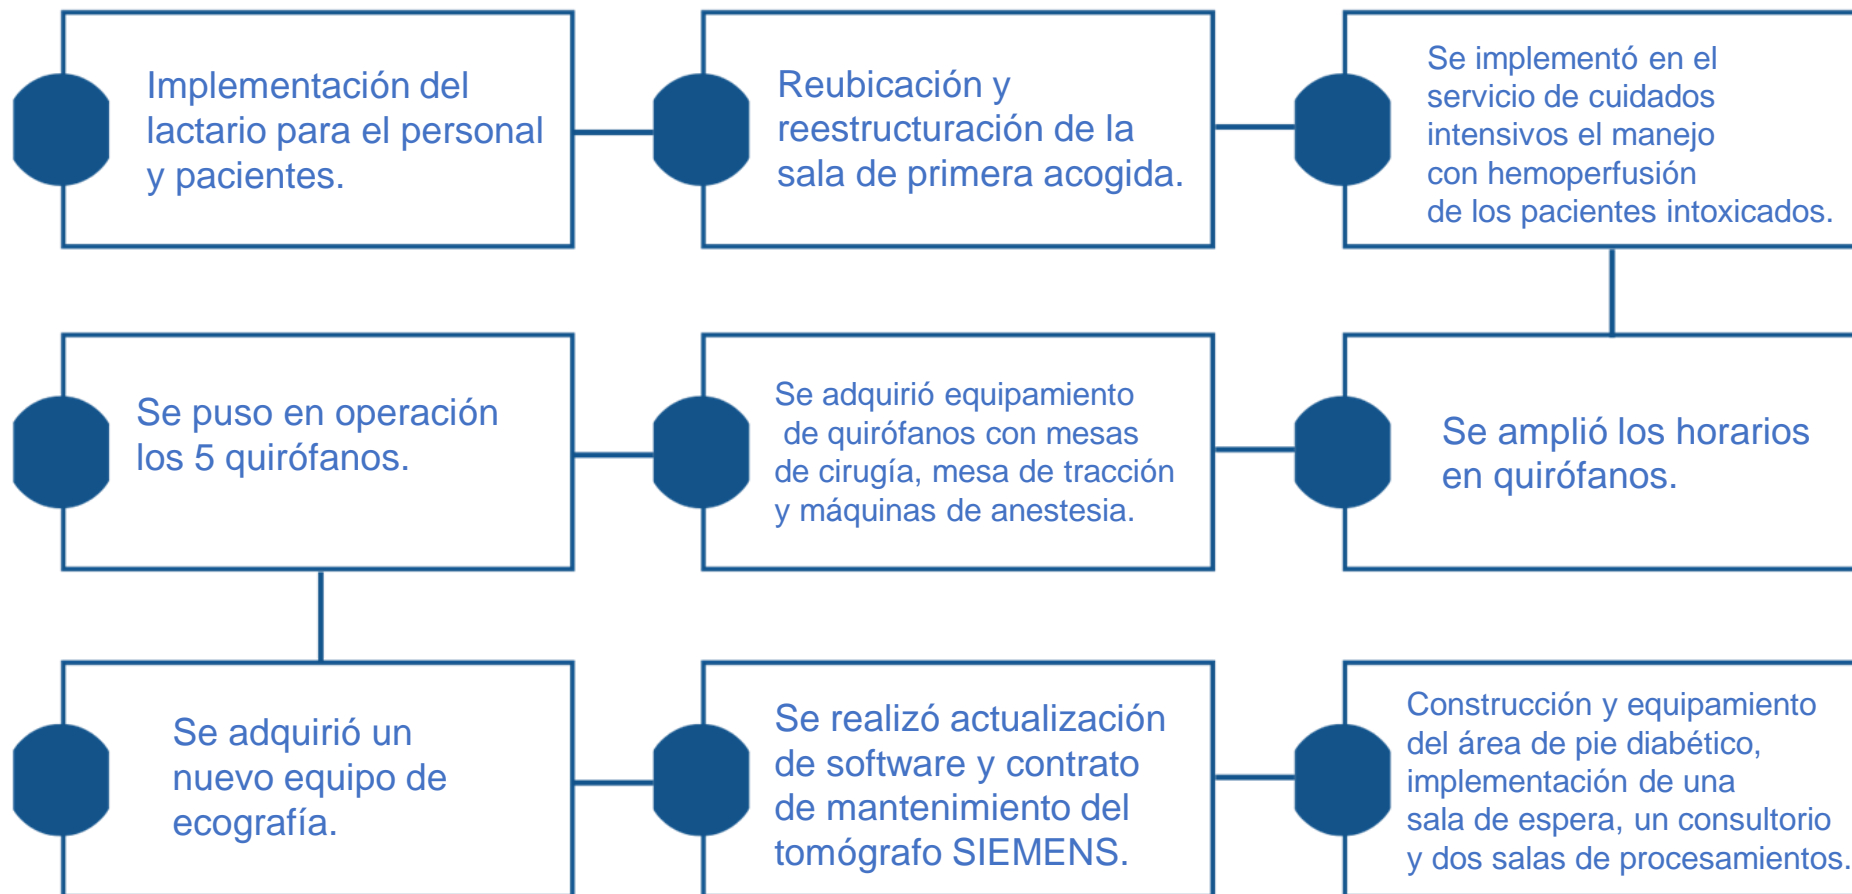 Implementación del
lactario para el personal
y pacientes.
Reubicación y
reestructuración de la
sala de primera acogida.
Se implementó en el
servicio de cuidados
intensivos el manejo
con hemoperfusión
de los pacientes intoxicados.
Se puso en operación
los 5 quirófanos.
Se adquirió equipamiento
de quirófanos con mesas
de cirugía, mesa de tracción
y máquinas de anestesia.
Se amplió los horarios
en quirófanos.
Se adquirió un
nuevo equipo de
ecografía.
Se realizó actualización
de software y contrato
de mantenimiento del
tomógrafo SIEMENS.
Construcción y equipamiento
del área de pie diabético,
implementación de una
sala de espera, un consultorio
y dos salas de procesamientos.